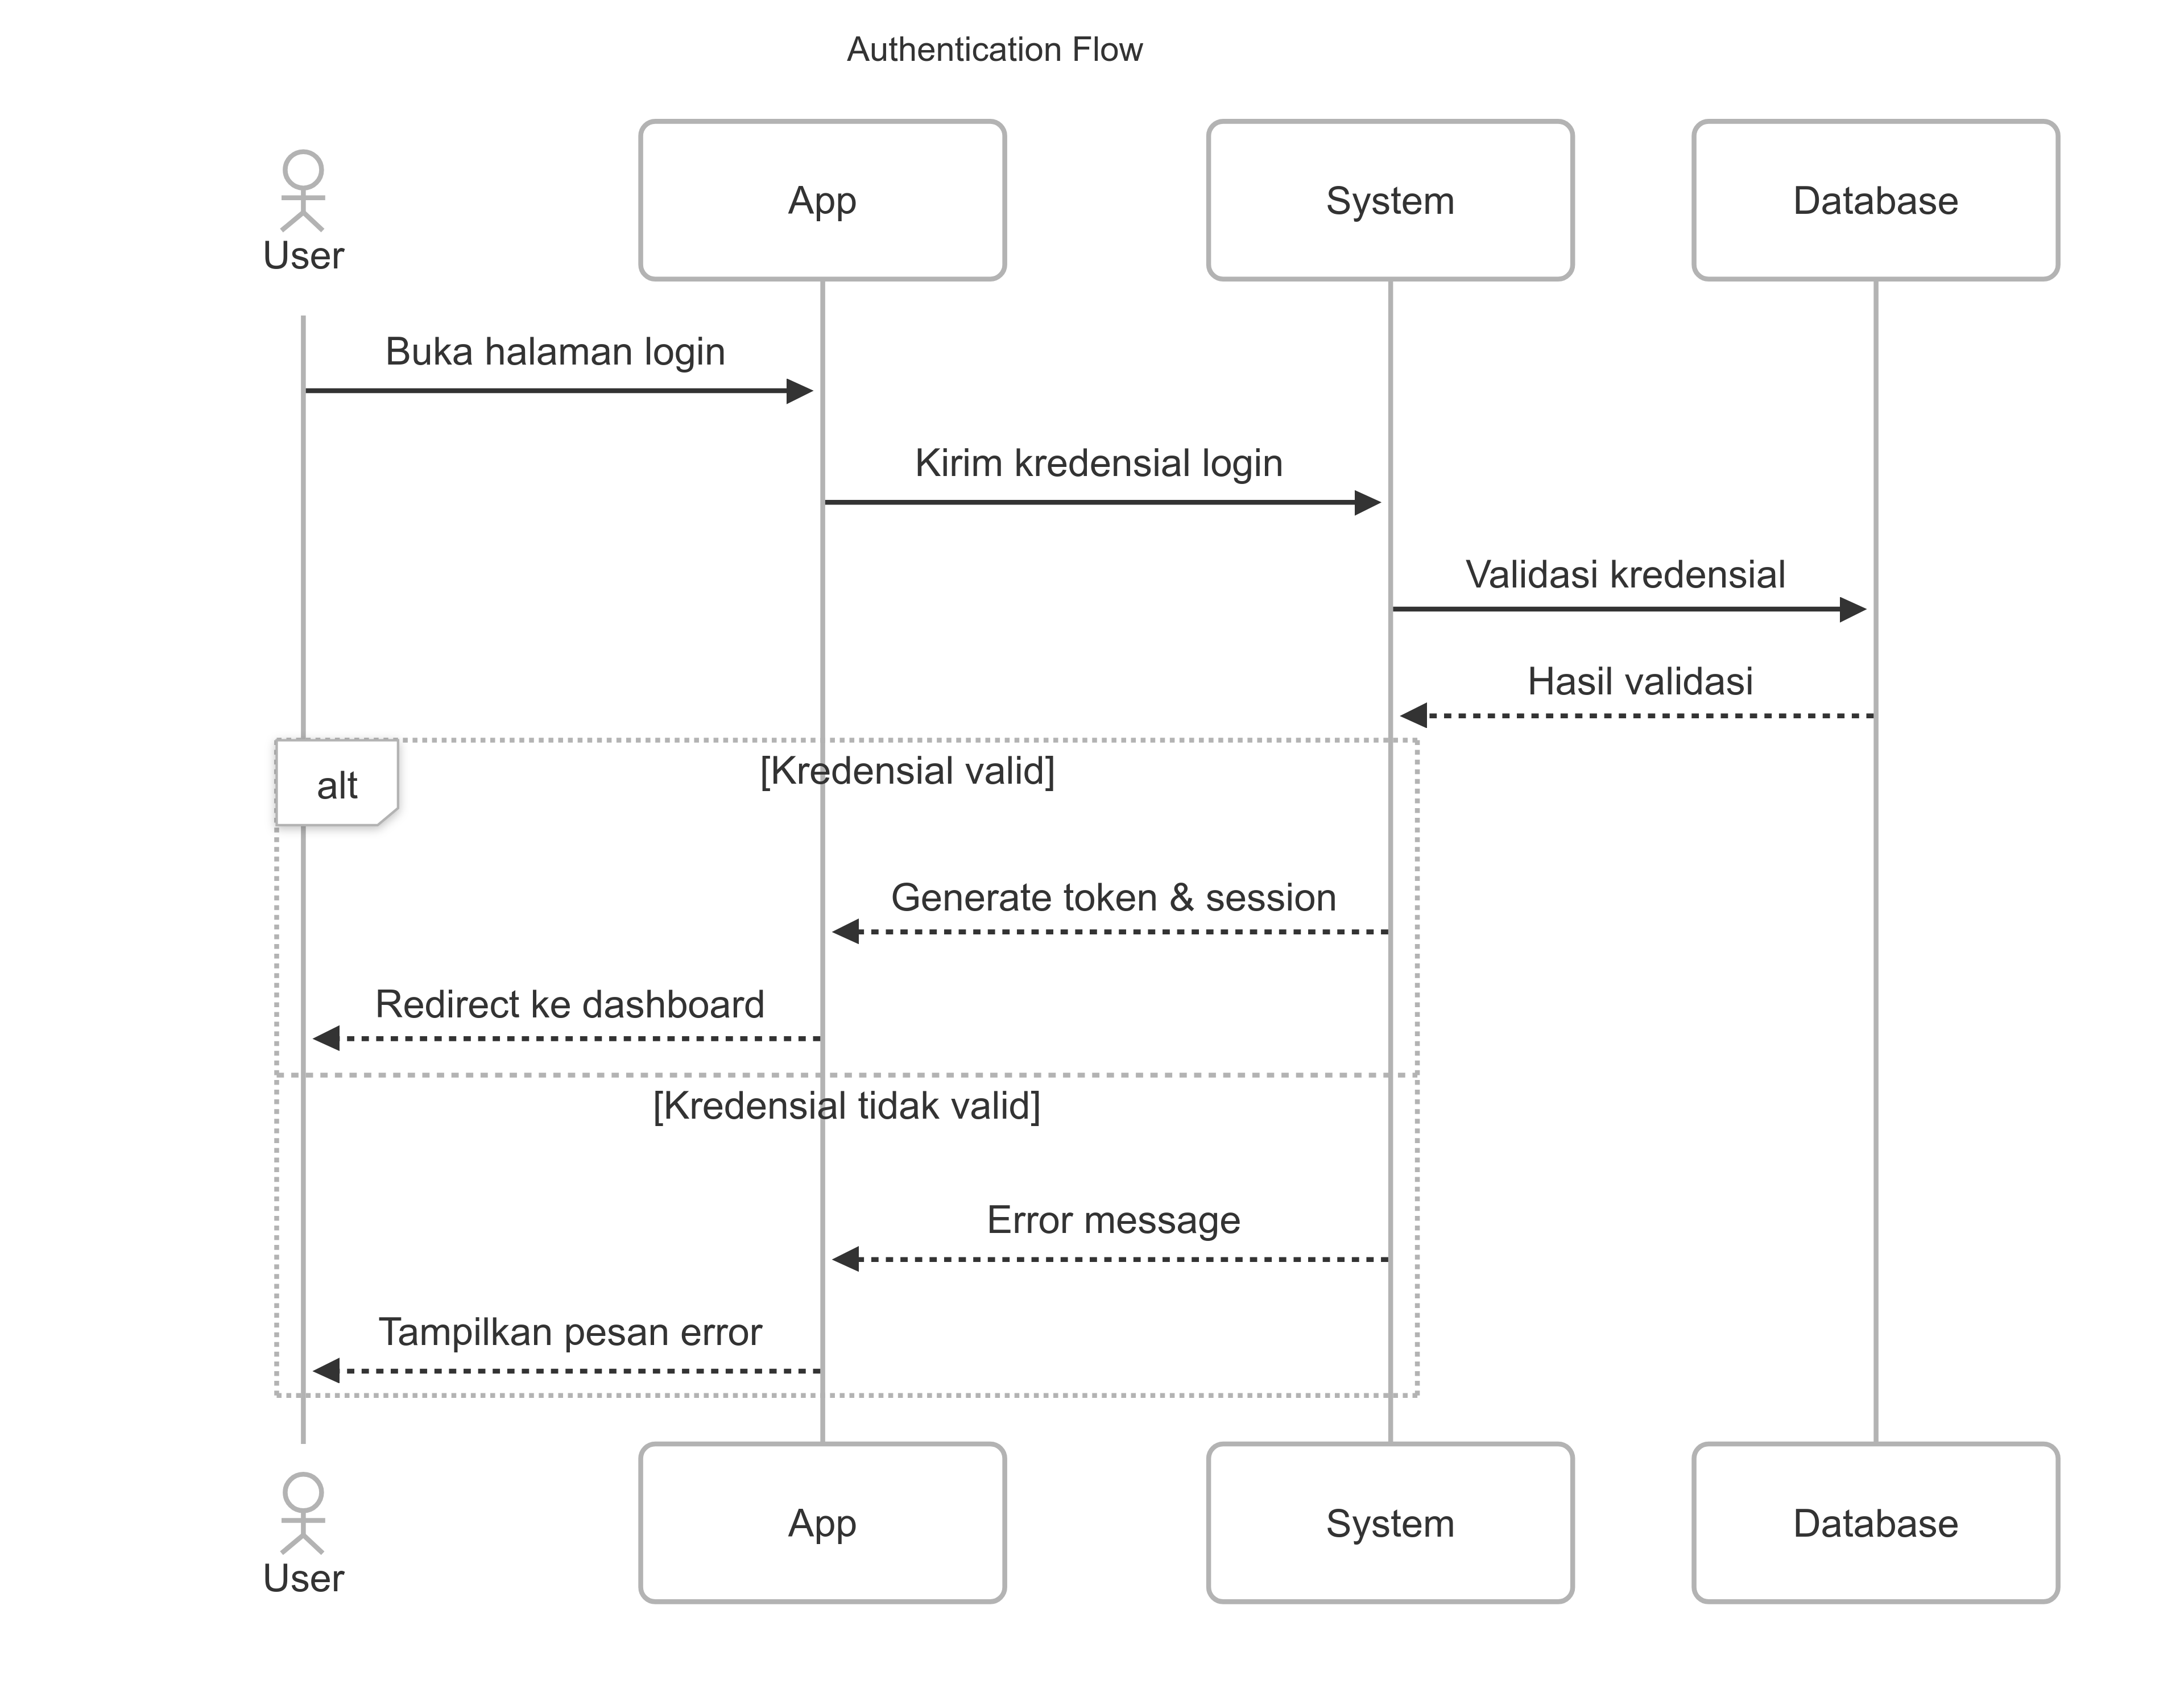 Authentication Flow
User
App
System
Database
Buka halaman login
Kirim kredensial login
Validasi kredensial
Hasil validasi
alt
[Kredensial valid]
Generate token & session
Redirect ke dashboard
[Kredensial tidak valid]
Error message
Tampilkan pesan error
User
App
System
Database